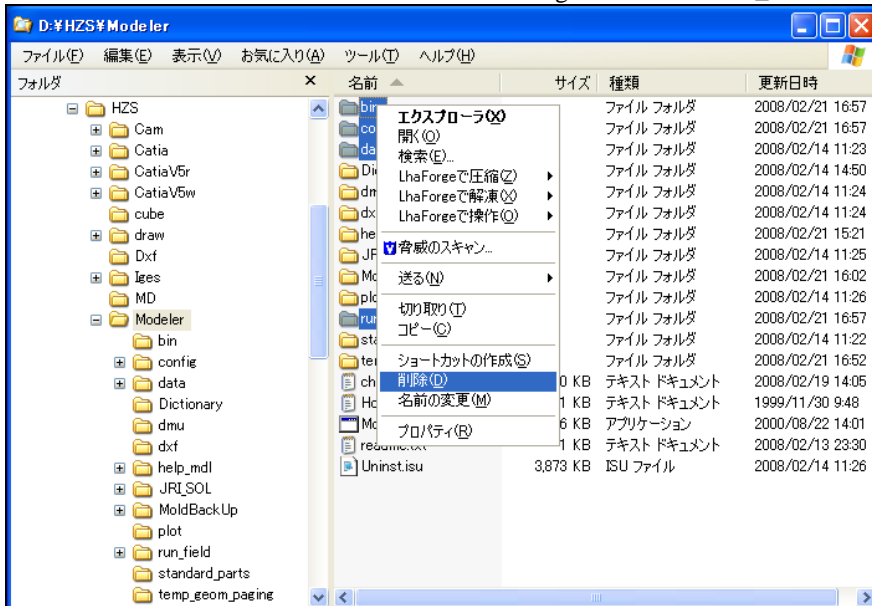 D:¥HZS¥Modeler
ファイル(F) 編集(E) 表示(V) お気に入り(A) ツール(T) ヘルプ(H)
フォルダ ×
HZS
Cam
Catia
CatiaV5r
CatiaV5w
cube
draw
Dxf
Iges
MD
Modeler
bin
config
data
Dictionary
dmu
dxf
help_mdl
JRI_SOL
MoldBackUp
plot
run_field
standard_parts
temp_geom_paging
名前 サイズ 種類 更新日時
ファイル フォルダ 2008/02/21 16:57
ファイル フォルダ 2008/02/21 16:57
ファイル フォルダ 2008/02/14 11:23
ファイル フォルダ 2008/02/14 14:50
ファイル フォルダ 2008/02/14 11:24
ファイル フォルダ 2008/02/14 11:24
ファイル フォルダ 2008/02/21 15:21
ファイル フォルダ 2008/02/14 11:25
ファイル フォルダ 2008/02/21 16:02
ファイル フォルダ 2008/02/14 11:26
ファイル フォルダ 2008/02/21 16:57
ファイル フォルダ 2008/02/14 11:22
ファイル フォルダ 2008/02/21 16:52
0 KB テキスト ドキュメント 2008/02/19 14:05
1 KB テキスト ドキュメント 1999/11/30 9:48
6 KB アプリケーション 2000/08/22 14:01
1 KB テキスト ドキュメント 2008/02/13 23:30
Uninst.isu 3,873 KB ISU ファイル 2008/02/14 11:26
エクスプローラ(X)
開く(O)
検索(E)...
LhaForgeで圧縮(Z)
LhaForgeで解凍(X)
LhaForgeで操作(O)
脅威のスキャン...
送る(N)
切り取り(T)
コピー(C)
ショートカットの作成(S)
削除(D)
名前の変更(M)
プロパティ(R)